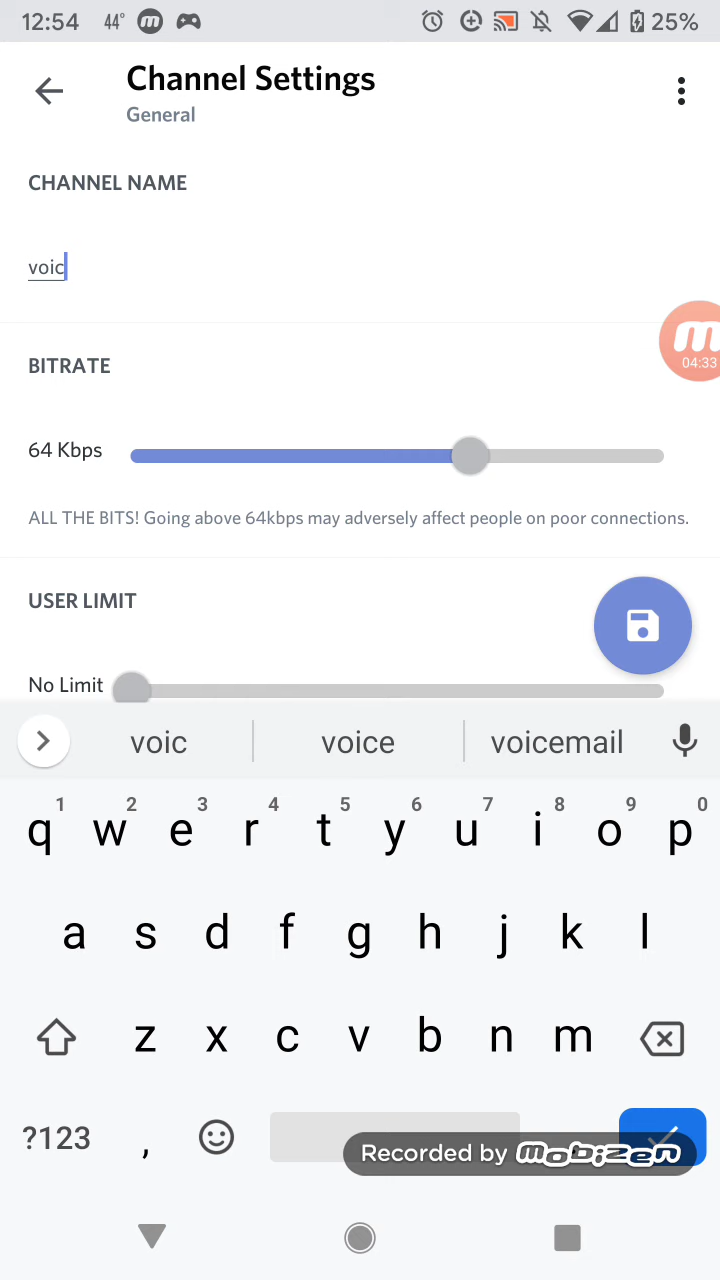 12:54 44° 25%
Channel Settings
General
CHANNEL NAME
voic
BITRATE
04:33
64 Kbps
ALL THE BITS! Going above 64kbps may adversely affect people on poor connections.
USER LIMIT
No Limit
voic voice voicemail
1 2 3 4 5 6 7 8 9 0
q w e r t y u i o p
a s d f g h j k l
z x c v b n m
?123 ,
Recorded by mobizen